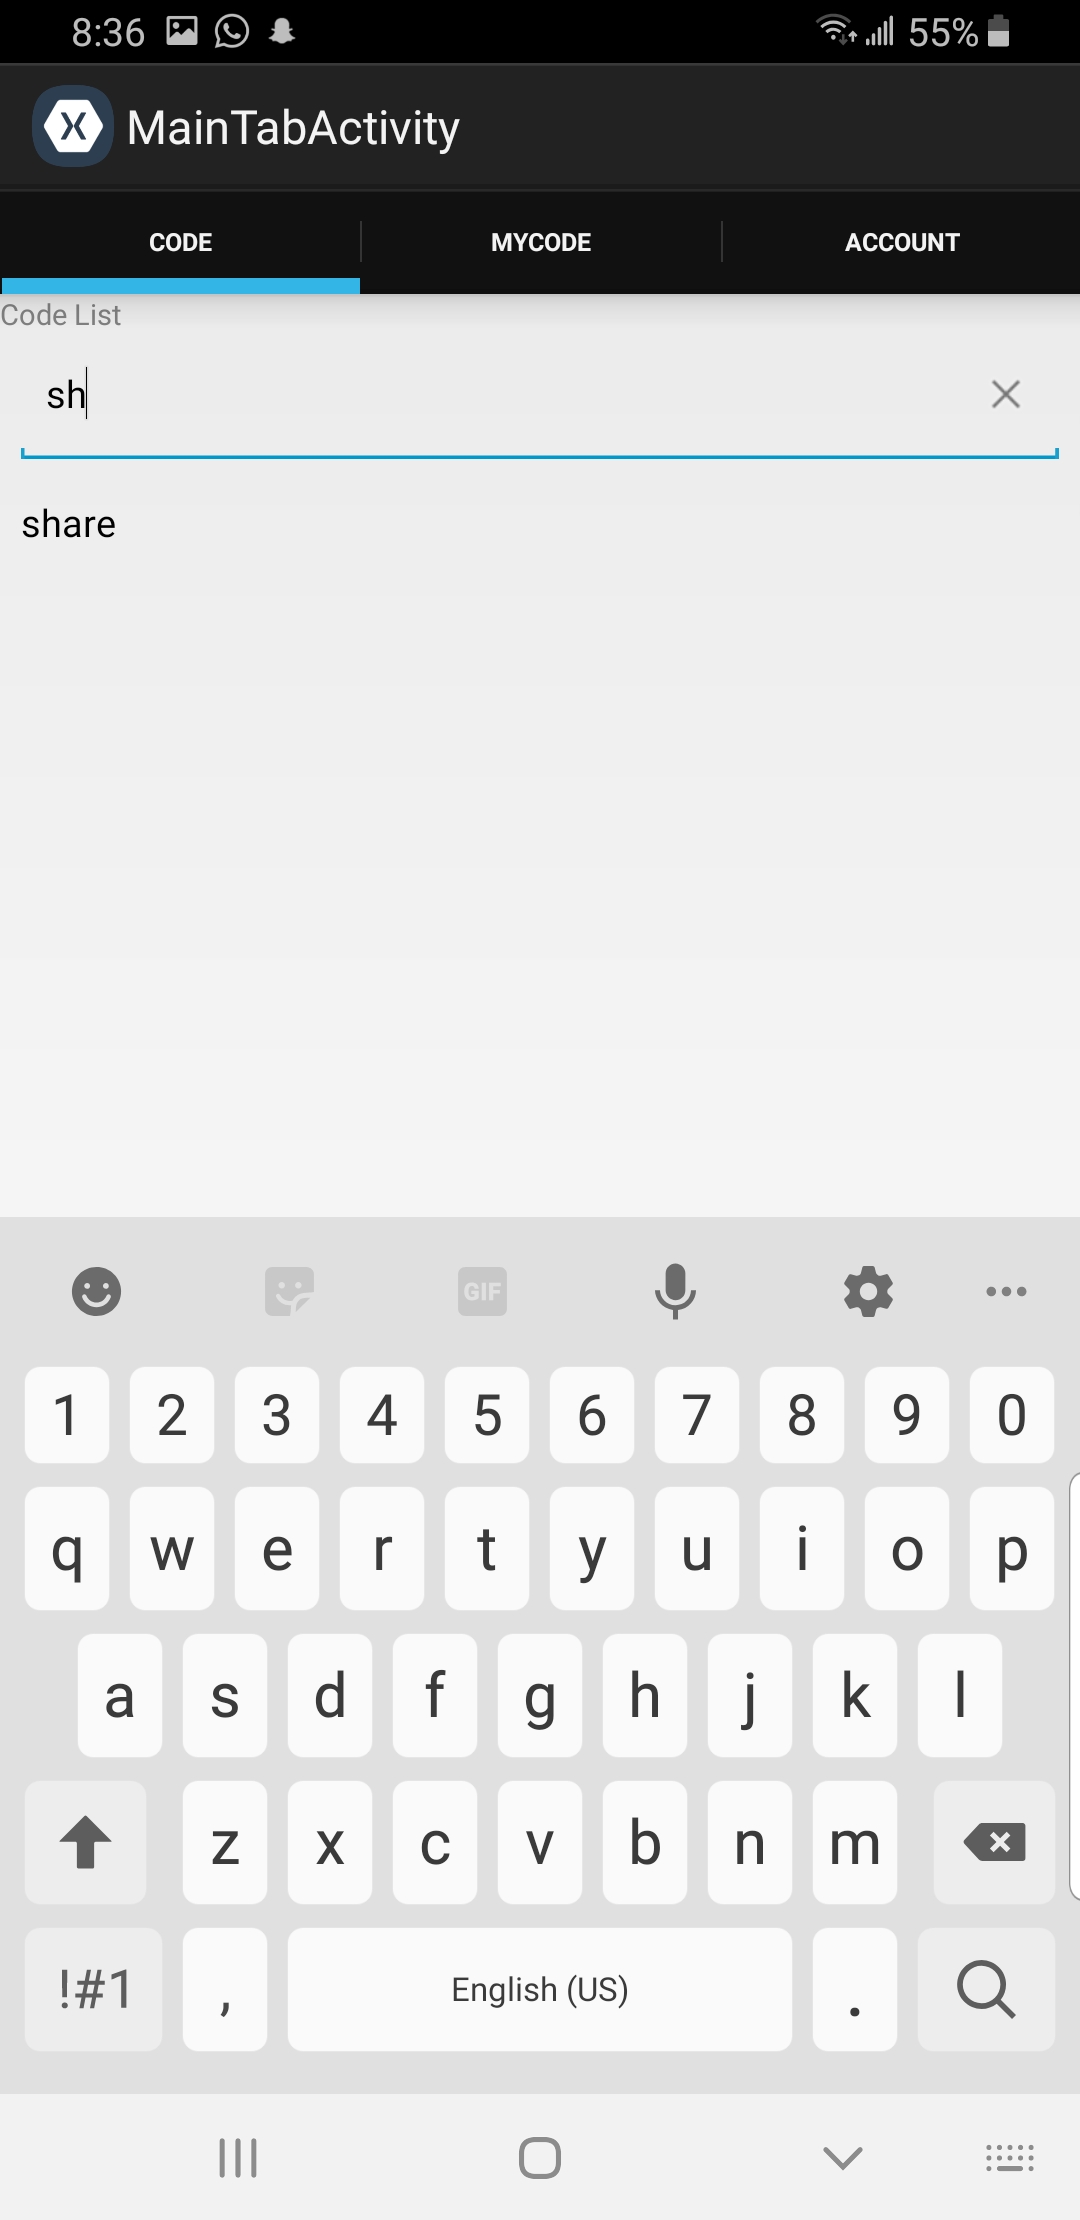 8:36 55%
MainTabActivity
CODE MYCODE ACCOUNT
Code List
sh
share
GIF
1 2 3 4 5 6 7 8 9 0
q w e r t y u i o p
a s d f g h j k l
z x c v b n m
!#1 , English (US) .